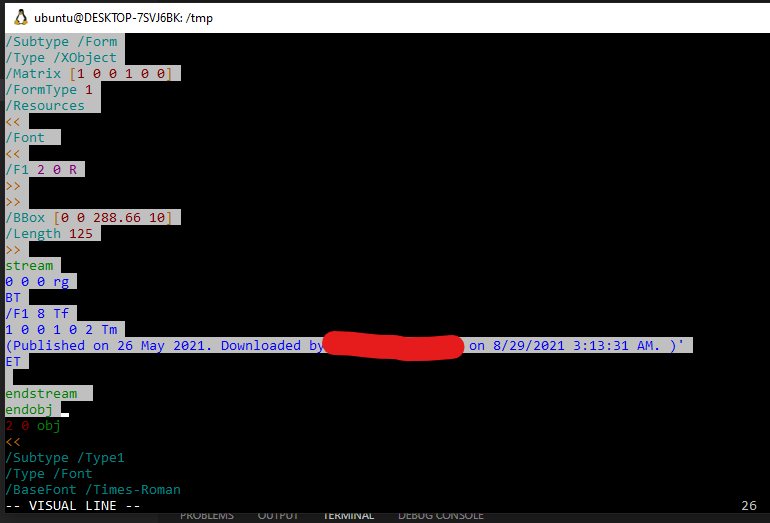 ubuntu@DESKTOP-7SVJ6BK: /tmp
/Subtype /Form
/Type /XObject
/Matrix [1 0 0 1 0 0]
/FormType 1
/Resources
<<
/Font
<<
/F1 2 0 R
>>
>>
/BBox [0 0 288.66 10]
/Length 125
>>
stream
0 0 0 rg
BT
/F1 8 Tf
1 0 0 1 0 2 Tm
(Published on 26 May 2021. Downloaded by on 8/29/2021 3:13:31 AM. )'
ET
endstream
endobj
2 0 obj
<<
/Subtype /Type1
/Type /Font
/BaseFont /Times-Roman
-- VISUAL LINE -- 26
PROBLEMS OUTPUT TERMINAL DEBUG CONSOLE